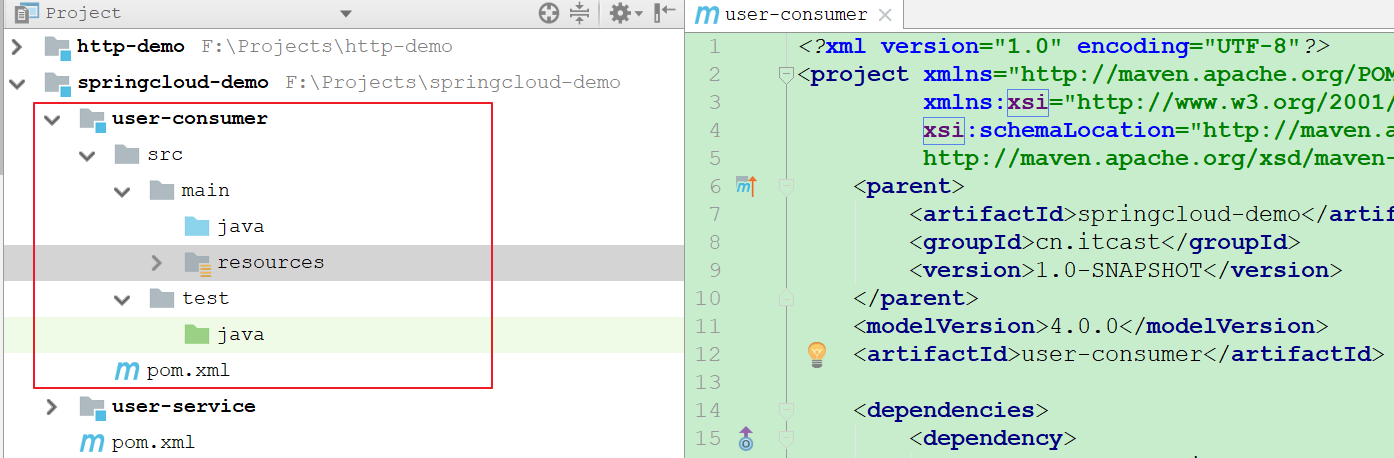 Project
http-demo F:\Projects\http-demo
springcloud-demo F:\Projects\springcloud-demo
user-consumer
src
main
java
resources
test
java
m pom.xml
user-service
m pom.xml
m user-consumer
1 <?xml version="1.0" encoding="UTF-8"?>
2 <project xmlns="http://maven.apache.org/POM
3 xmlns:xsi="http://www.w3.org/2001/
4 xsi:schemaLocation="http://maven.a
5 http://maven.apache.org/xsd/maven-
6 <parent>
7 <artifactId>springcloud-demo</artif
8 <groupId>cn.itcast</groupId>
9 <version>1.0-SNAPSHOT</version>
10 </parent>
11 <modelVersion>4.0.0</modelVersion>
12 <artifactId>user-consumer</artifactId>
13
14 <dependencies>
15 <dependency>